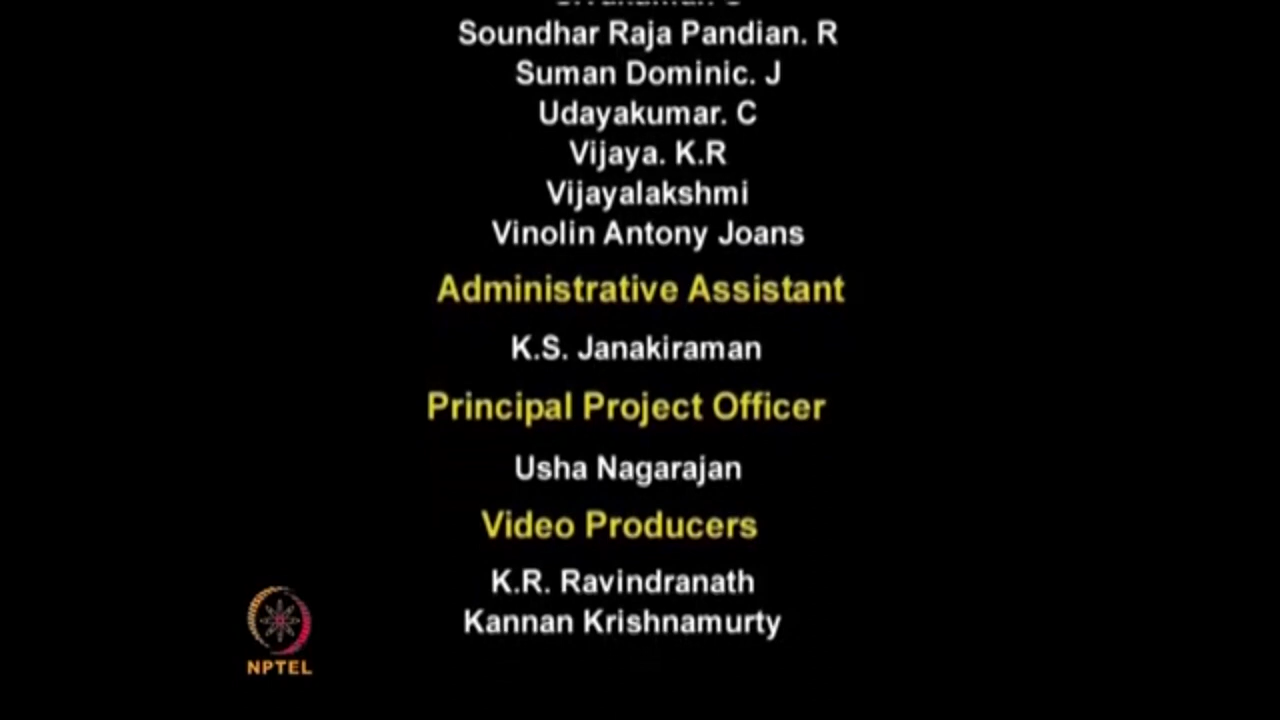 Soundhar Raja Pandian. R
Suman Dominic. J
Udayakumar. C
Vijaya. K.R
Vijayalakshmi
Vinolin Antony Joans
Administrative Assistant
K.S. Janakiraman
Principal Project Officer
Usha Nagarajan
Video Producers
K.R. Ravindranath
Kannan Krishnamurty
NPTEL